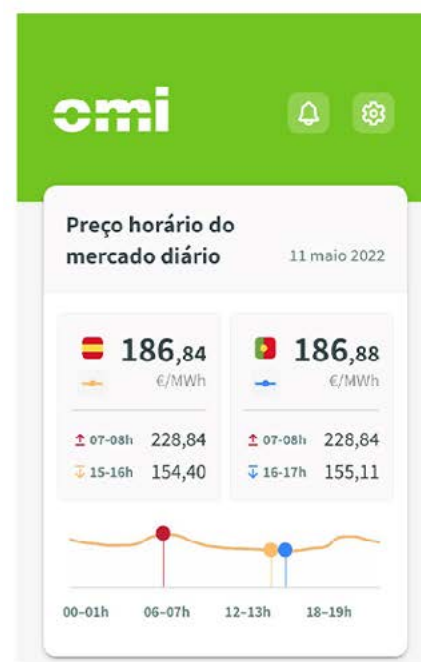 omi
Preço horário do
mercado diário
11 maio 2022
186,84
€/MWh
07-08h 228,84
15-16h 154,40
186,88
€/MWh
07-08h 228,84
16-17h 155,11
00-01h 06-07h 12-13h 18-19h